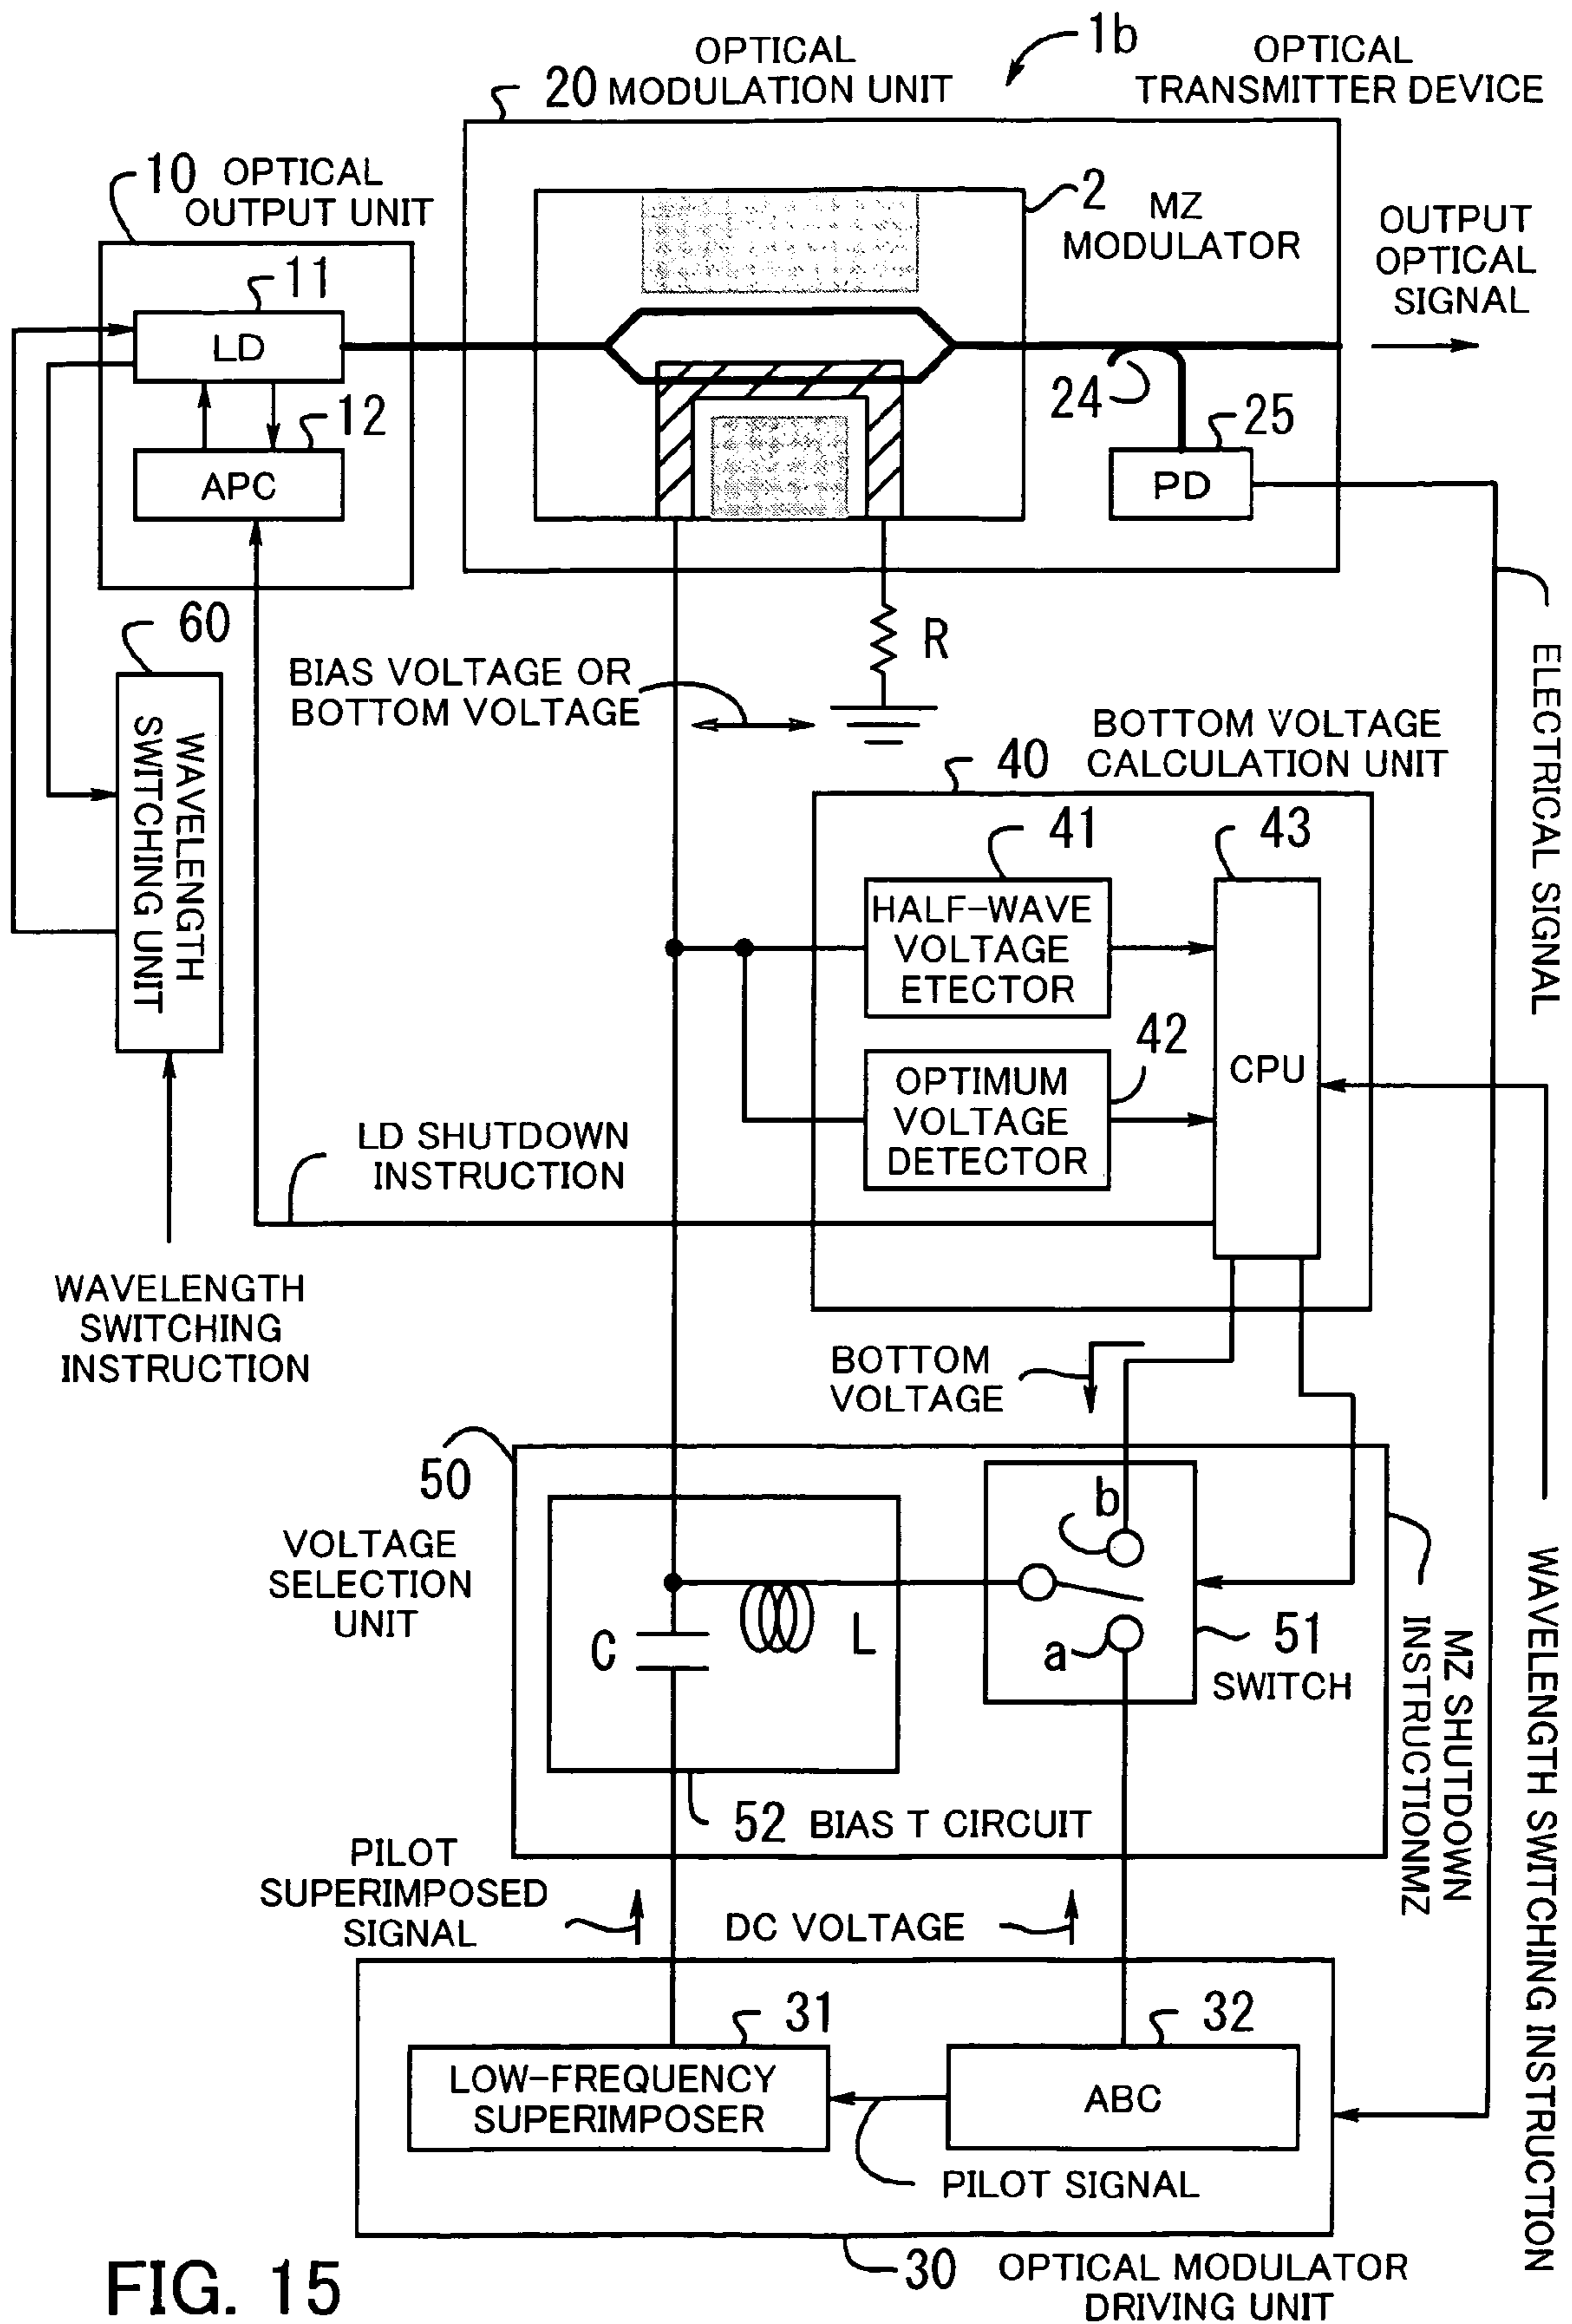 1b
OPTICAL
MODULATION UNIT
20
OPTICAL
TRANSMITTER DEVICE
10
OPTICAL
OUTPUT UNIT
2
MZ
MODULATOR
OUTPUT
OPTICAL
SIGNAL
11
LD
12
APC
24
25
PD
60
WAVELENGTH
SWITCHING UNIT
R
BIAS VOLTAGE OR
BOTTOM VOLTAGE
ELECTRICAL SIGNAL
BOTTOM VOLTAGE
CALCULATION UNIT
40
41
43
HALF-WAVE
VOLTAGE
ETECTOR
42
CPU
OPTIMUM
VOLTAGE
DETECTOR
LD SHUTDOWN
INSTRUCTION
WAVELENGTH
SWITCHING
INSTRUCTION
BOTTOM
VOLTAGE
50
VOLTAGE
SELECTION
UNIT
b
C
L
a
51
SWITCH
MZ SHUTDOWN
INSTRUCTIONMZ
WAVELENGTH SWITCHING INSTRUCTION
52 BIAS T CIRCUIT
PILOT
SUPERIMPOSED
SIGNAL
DC VOLTAGE
31
32
LOW-FREQUENCY
SUPERIMPOSER
ABC
PILOT SIGNAL
30
OPTICAL MODULATOR
DRIVING UNIT
FIG. 15